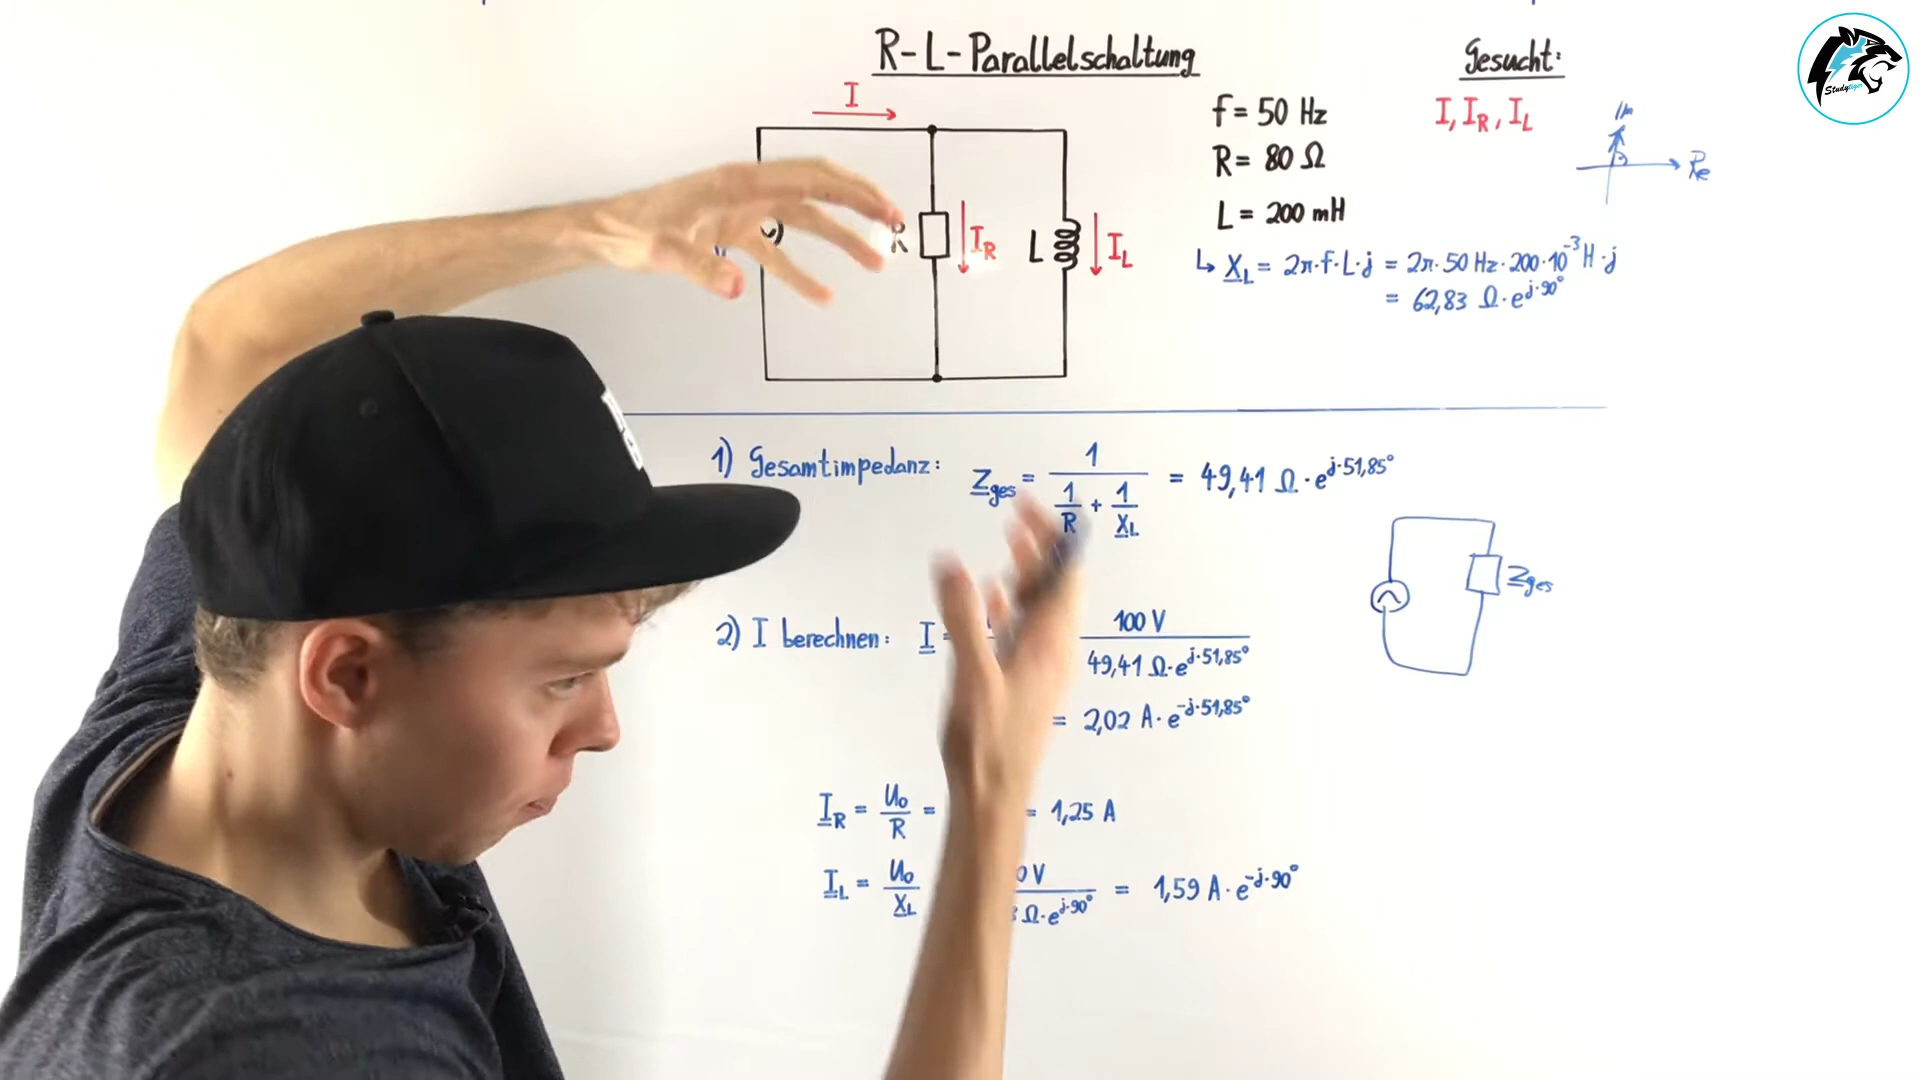 R-L-Parallelschaltung
Gesucht:
I, I_R, I_L
Studytiger
I
f = 50 Hz
R = 80 Ω
L = 200 mH
Im
Re
R
I_R
L
I_L
↳ X_L = 2π·f·L·j = 2π·50 Hz·200·10^-3 H·j
= 62,83 Ω·e^j·90°
1) Gesamtimpedanz: Z_ges = 1 / (1/R + 1/X_L) = 49,41 Ω·e^j·51,85°
Z_ges
2) I berechnen: I = 100 V / 49,41 Ω·e^j·51,85°
= 2,02 A·e^-j·51,85°
I_R = U_0/R = = 1,25 A
I_L = U_0/X_L 0 V / Ω·e^j·90° = 1,59 A·e^-j·90°